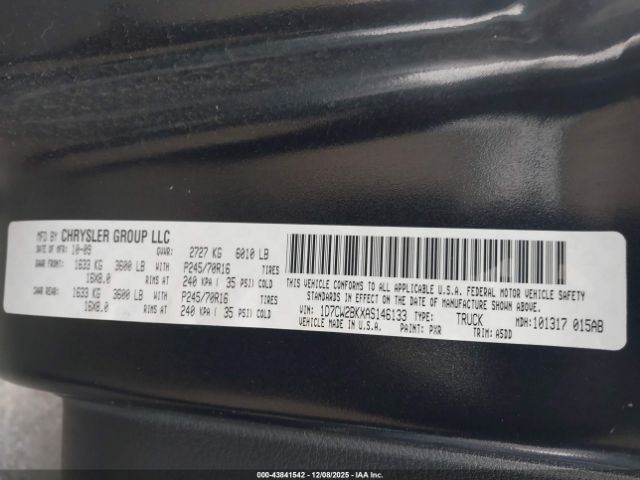 MFD BY CHRYSLER GROUP LLC
DATE OF MFR: 10-09 GVWR: 2727 KG 6010 LB
GAWR FRONT: 1633 KG 3600 LB WITH P245/70R16 TIRES
16X8.0 RIMS AT 240 KPA ( 35 PSI) COLD
GAWR REAR: 1633 KG 3600 LB WITH P245/70R16 TIRES
16X8.0 RIMS AT 240 KPA ( 35 PSI) COLD
THIS VEHICLE CONFORMS TO ALL APPLICABLE U.S.A. FEDERAL MOTOR VEHICLE SAFETY
STANDARDS IN EFFECT ON THE DATE OF MANUFACTURE SHOWN ABOVE.
VIN: 1D7CW2BKXAS146133 TYPE: TRUCK MDH: 101317 015AB
VEHICLE MADE IN U.S.A. PAINT: PXR TRIM: A5DD
000-43841542 - 12/08/2025 - IAAI.COM